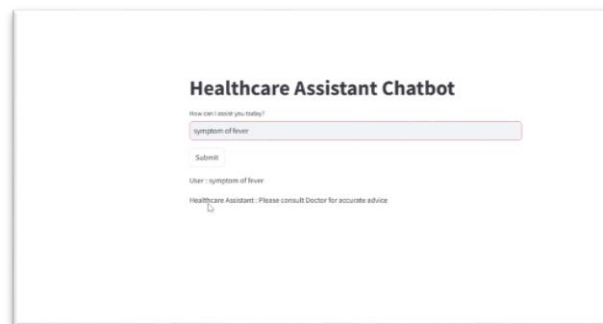 Healthcare Assistant Chatbot
How can I assist you today?
symptom of fever
Submit
User : symptom of fever
Healthcare Assistant : Please consult Doctor for accurate advice